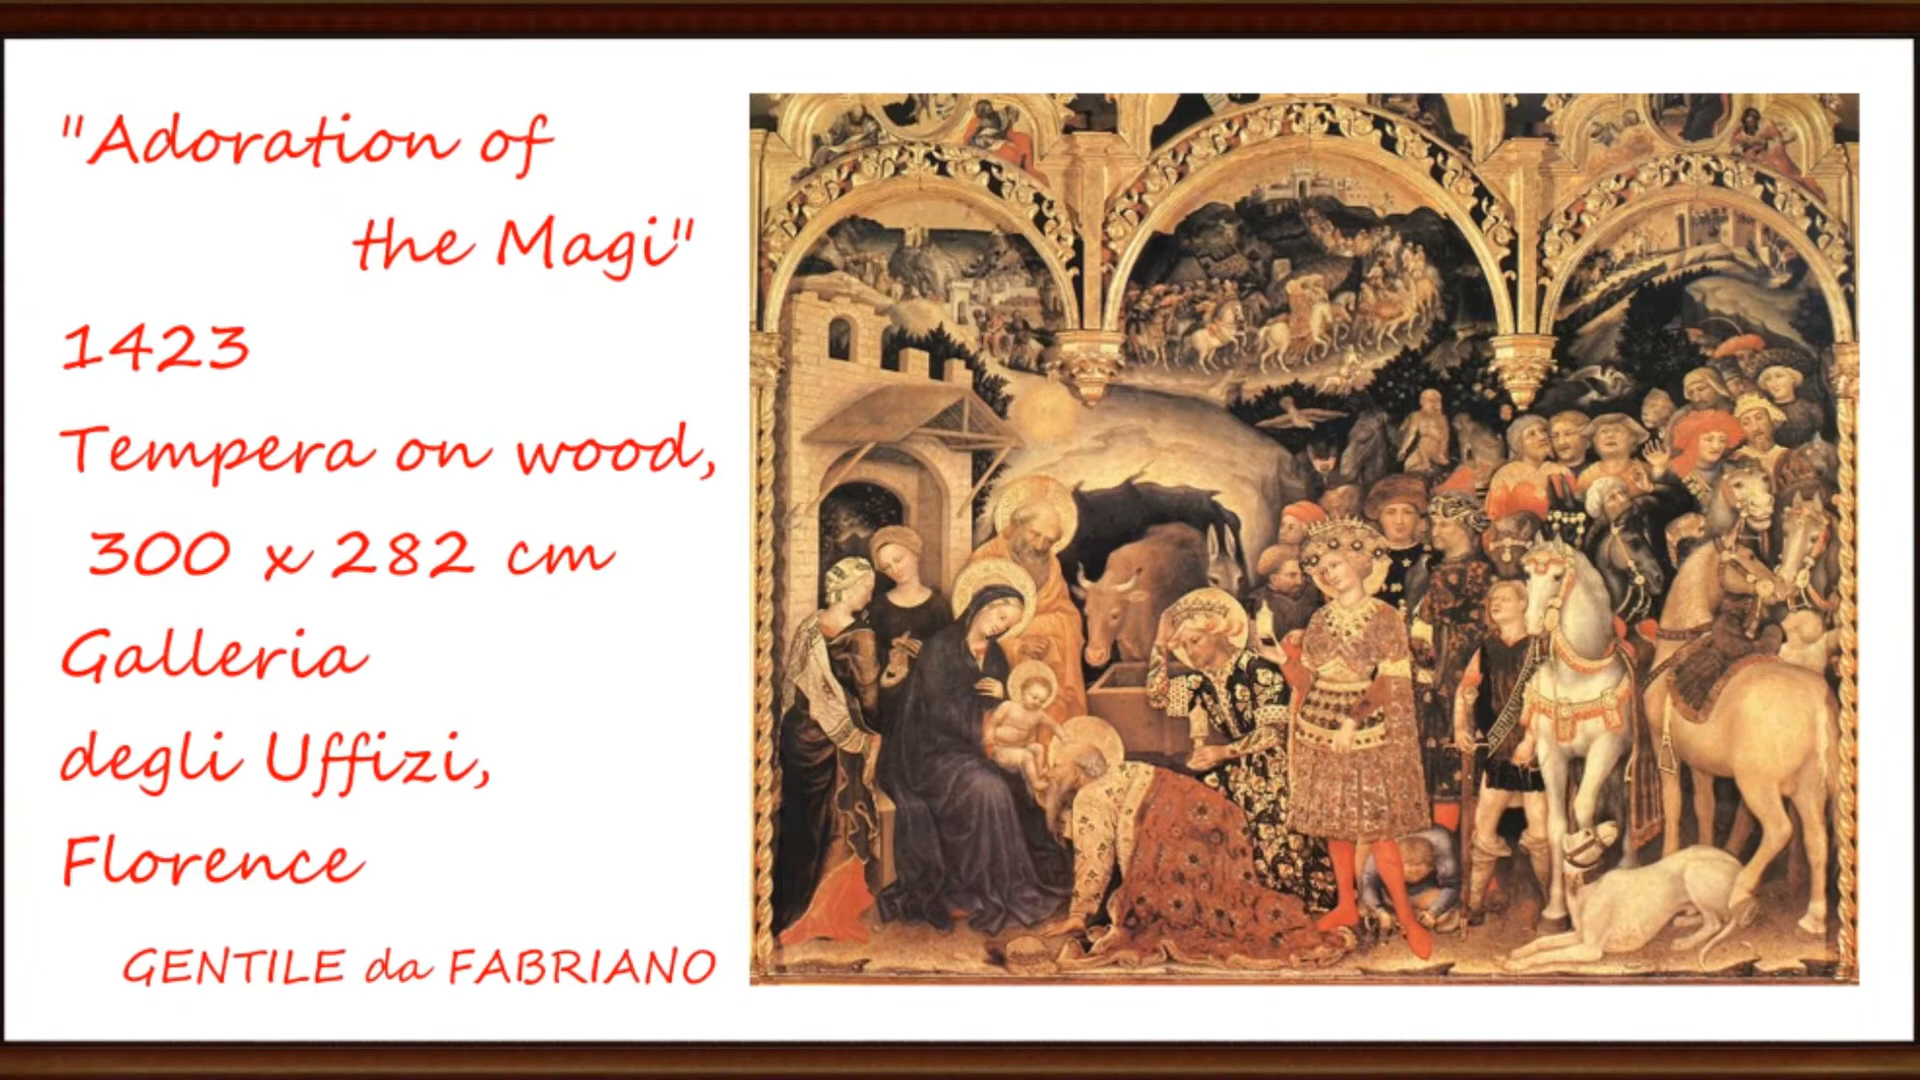 "Adoration of
the Magi"
1423
Tempera on wood,
300 x 282 cm
Galleria
degli Uffizi,
Florence
GENTILE da FABRIANO